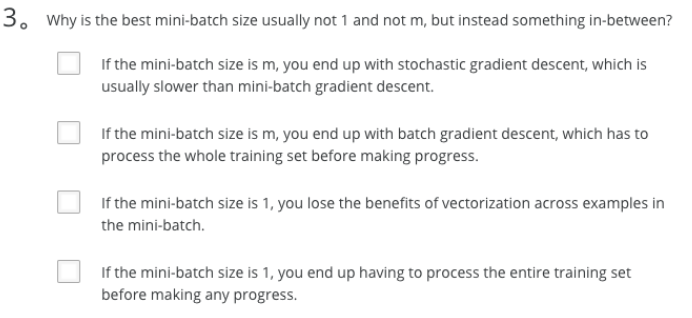 3。 Why is the best mini-batch size usually not 1 and not m, but instead something in-between?
If the mini-batch size is m, you end up with stochastic gradient descent, which is
usually slower than mini-batch gradient descent.
If the mini-batch size is m, you end up with batch gradient descent, which has to
process the whole training set before making progress.
If the mini-batch size is 1, you lose the benefits of vectorization across examples in
the mini-batch.
If the mini-batch size is 1, you end up having to process the entire training set
before making any progress.